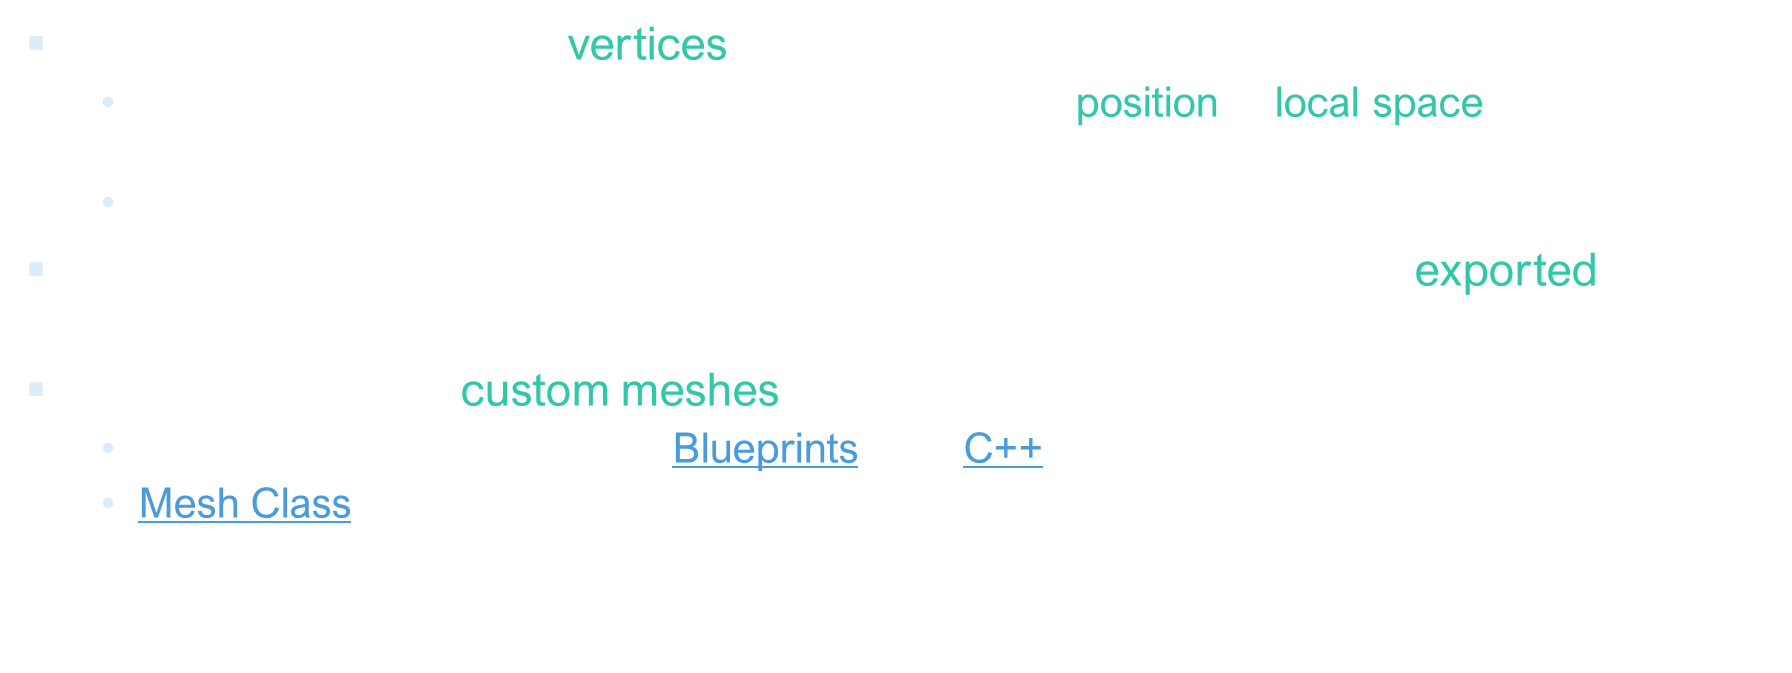 ▪ vertices
• position local space
•
▪ exported
▪ custom meshes
• Blueprints C++
• Mesh Class